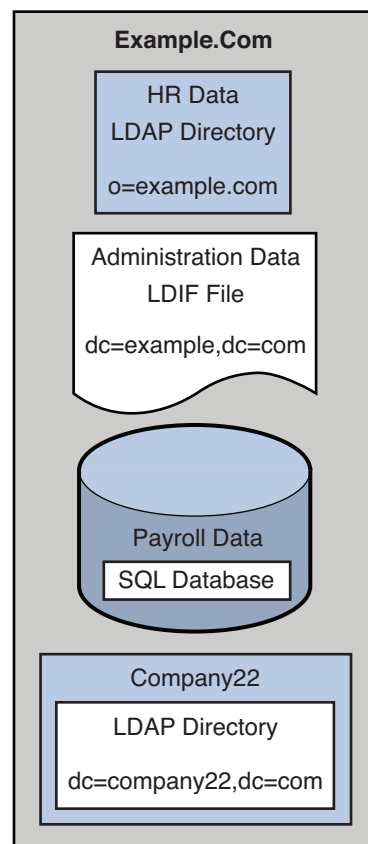 Example.Com
HR Data
LDAP Directory
o=example.com
Administration Data
LDIF File
dc=example,dc=com
Payroll Data
SQL Database
Company22
LDAP Directory
dc=company22,dc=com